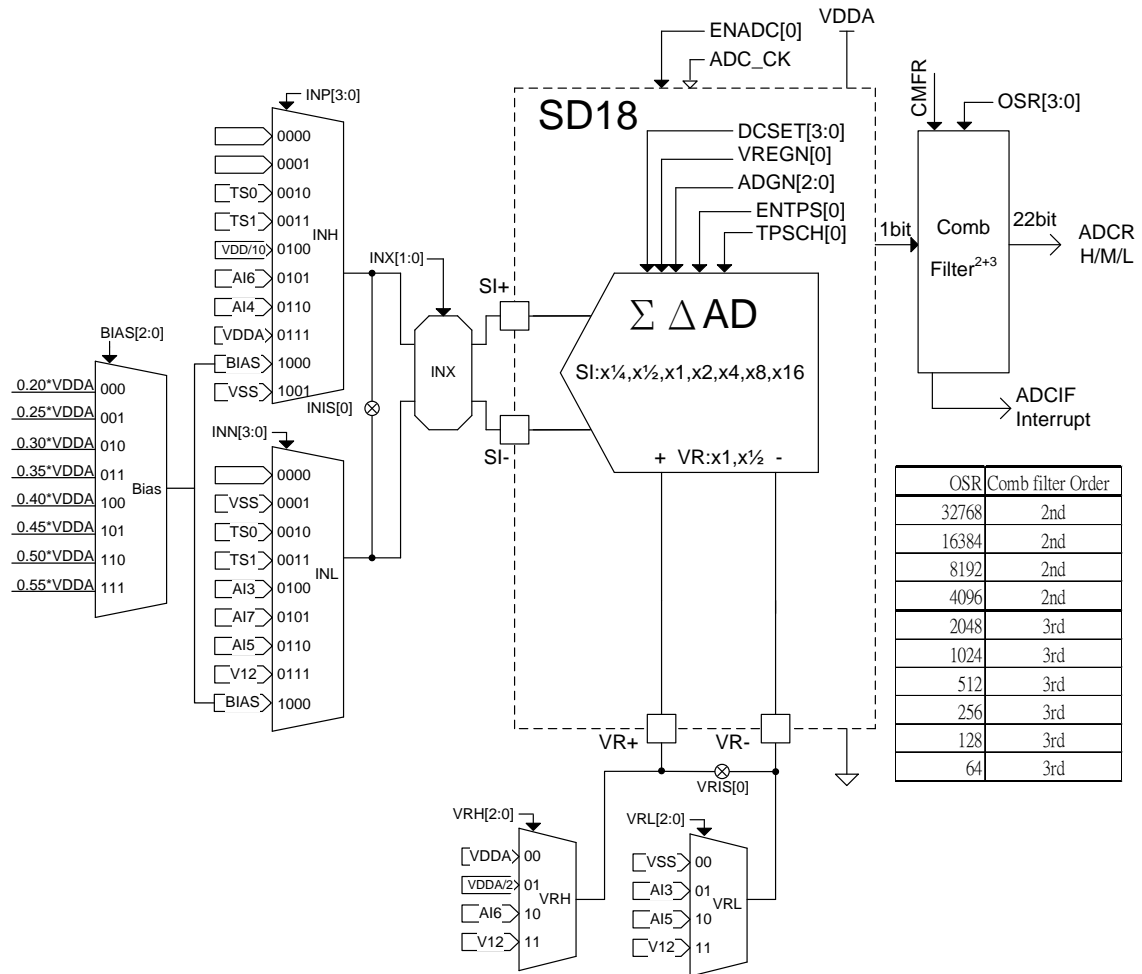 ENADC[0]
VDDA
ADC_CK
INP[3:0]
0000
0001
TS0 0010
TS1 0011
VDD/10 0100
AI6 0101
AI4 0110
VDDA 0111
BIAS 1000
VSS 1001
INH
INX[1:0]
INX
INIS[0]
BIAS[2:0]
0.20*VDDA 000
0.25*VDDA 001
0.30*VDDA 010
0.35*VDDA 011
0.40*VDDA 100
0.45*VDDA 101
0.50*VDDA 110
0.55*VDDA 111
Bias
INN[3:0]
0000
VSS 0001
TS0 0010
TS1 0011
AI3 0100
AI7 0101
AI5 0110
V12 0111
BIAS 1000
INL
SI+
SI-
SD18
DCSET[3:0]
VREGN[0]
ADGN[2:0]
ENTPS[0]
TPSCH[0]
Σ Δ AD
SI:x¼,x½,x1,x2,x4,x8,x16
+ VR:x1,x½ -
CMFR
OSR[3:0]
1bit
Comb
Filter²⁺³
22bit
ADCR
H/M/L
ADCIF
Interrupt
OSR Comb filter Order
32768 2nd
16384 2nd
8192 2nd
4096 2nd
2048 3rd
1024 3rd
512 3rd
256 3rd
128 3rd
64 3rd
VR+
VR-
VRIS[0]
VRH[2:0]
VDDA 00
VDDA/2 01
AI6 10
V12 11
VRH
VRL[2:0]
VSS 00
AI3 01
AI5 10
V12 11
VRL